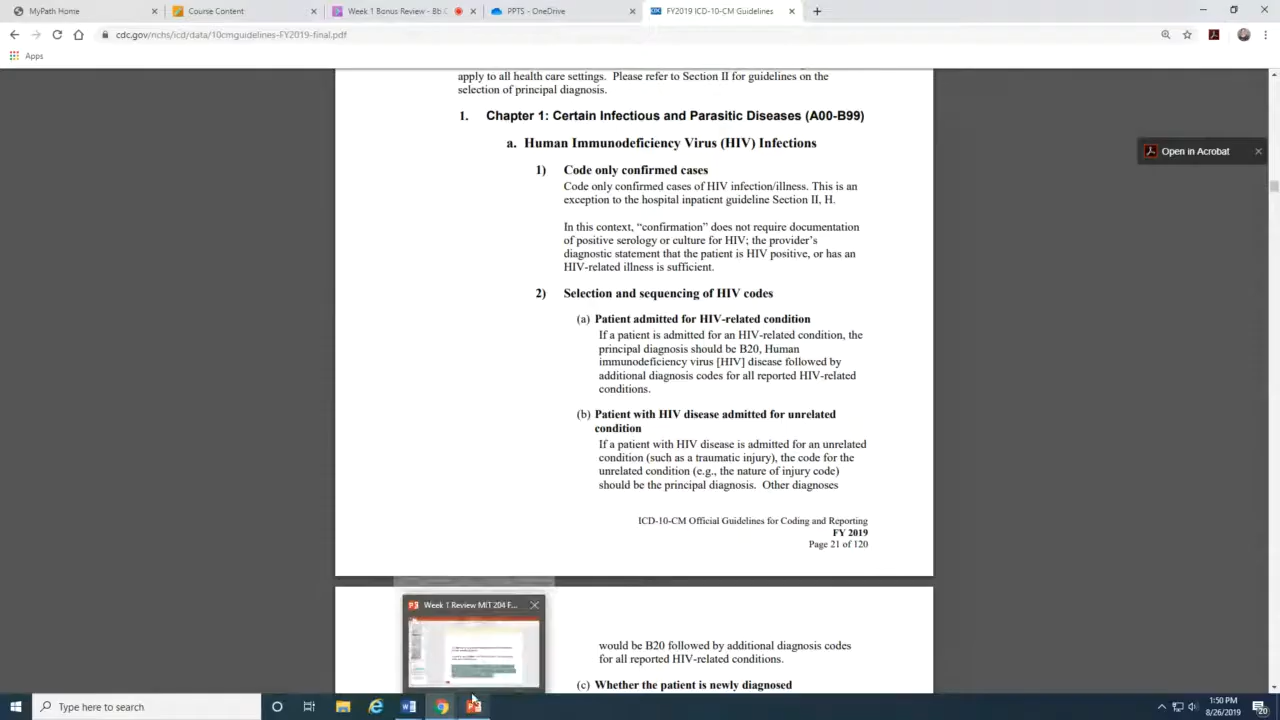 MyPath Home
Course Content
Week 1 Bonus Review - Bb C
PPTS - OneDrive
FY2019 ICD-10-CM Guidelines
cdc.gov/nchs/icd/data/10cmguidelines-FY2019-final.pdf
Apps
apply to all health care settings. Please refer to Section II for guidelines on the
selection of principal diagnosis.
1. Chapter 1: Certain Infectious and Parasitic Diseases (A00-B99)
a. Human Immunodeficiency Virus (HIV) Infections
Open in Acrobat
1) Code only confirmed cases
Code only confirmed cases of HIV infection/illness. This is an
exception to the hospital inpatient guideline Section II, H.
In this context, “confirmation” does not require documentation
of positive serology or culture for HIV; the provider’s
diagnostic statement that the patient is HIV positive, or has an
HIV-related illness is sufficient.
2) Selection and sequencing of HIV codes
(a) Patient admitted for HIV-related condition
If a patient is admitted for an HIV-related condition, the
principal diagnosis should be B20, Human
immunodeficiency virus [HIV] disease followed by
additional diagnosis codes for all reported HIV-related
conditions.
(b) Patient with HIV disease admitted for unrelated
condition
If a patient with HIV disease is admitted for an unrelated
condition (such as a traumatic injury), the code for the
unrelated condition (e.g., the nature of injury code)
should be the principal diagnosis. Other diagnoses
ICD-10-CM Official Guidelines for Coding and Reporting
FY 2019
Page 21 of 120
Week 1 Review MIT 204 F...
would be B20 followed by additional diagnosis codes
for all reported HIV-related conditions.
(c) Whether the patient is newly diagnosed
Type here to search
1:50 PM
8/26/2019
20